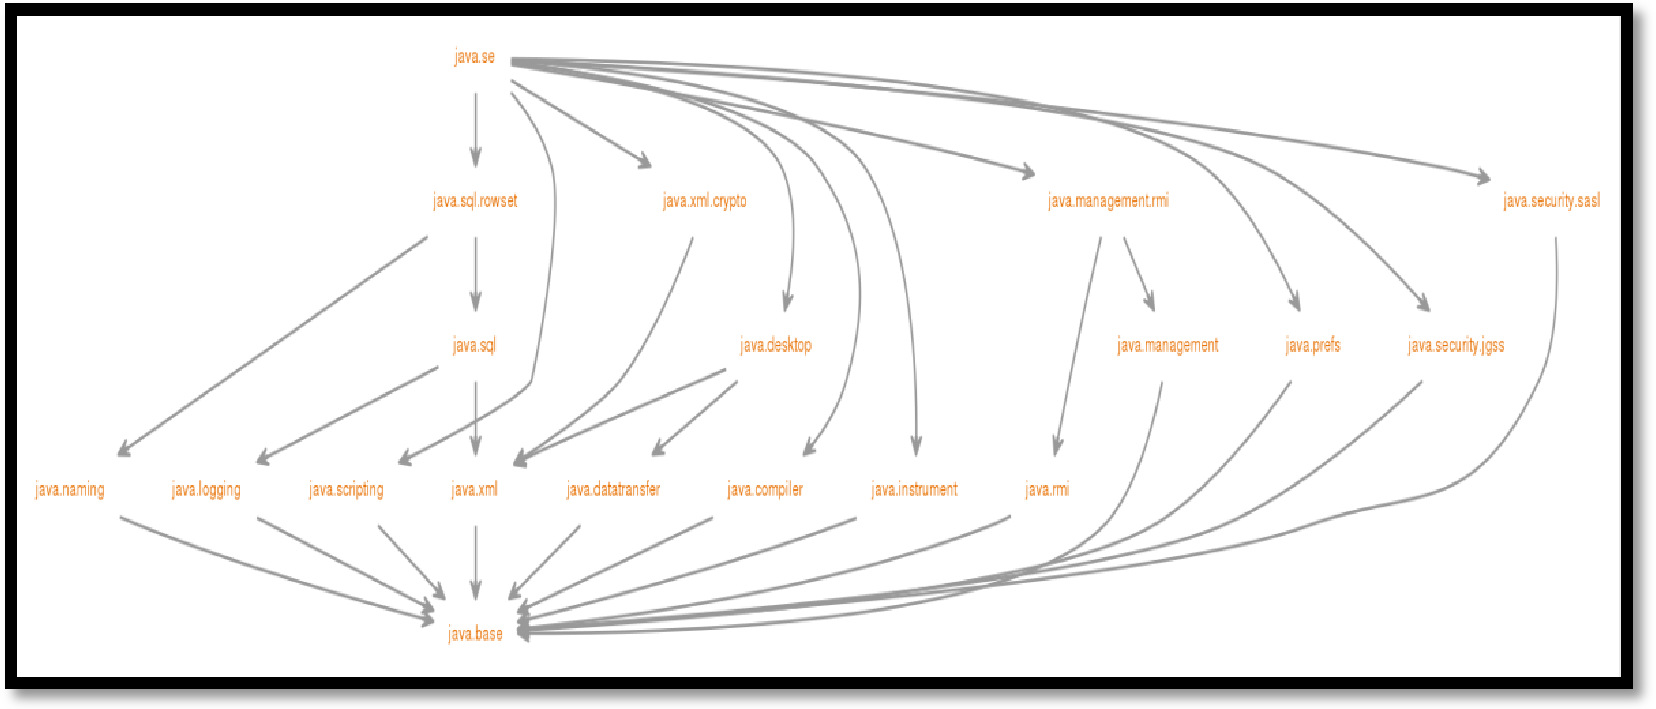 java.se
java.sql.rowset
java.xml.crypto
java.management.rmi
java.security.sasl
java.sql
java.desktop
java.management
java.prefs
java.security.jgss
java.naming
java.logging
java.scripting
java.xml
java.datatransfer
java.compiler
java.instrument
java.rmi
java.base